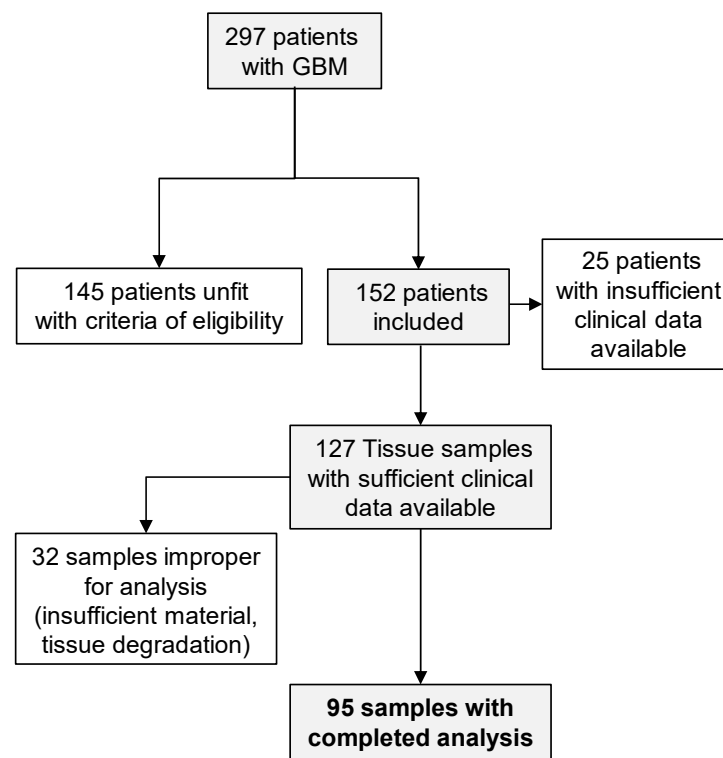 297 patients
with GBM
145 patients unfit
with criteria of eligibility
152 patients
included
25 patients
with insufficient
clinical data
available
127 Tissue samples
with sufficient clinical
data available
32 samples improper
for analysis
(insufficient material,
tissue degradation)
95 samples with
completed analysis